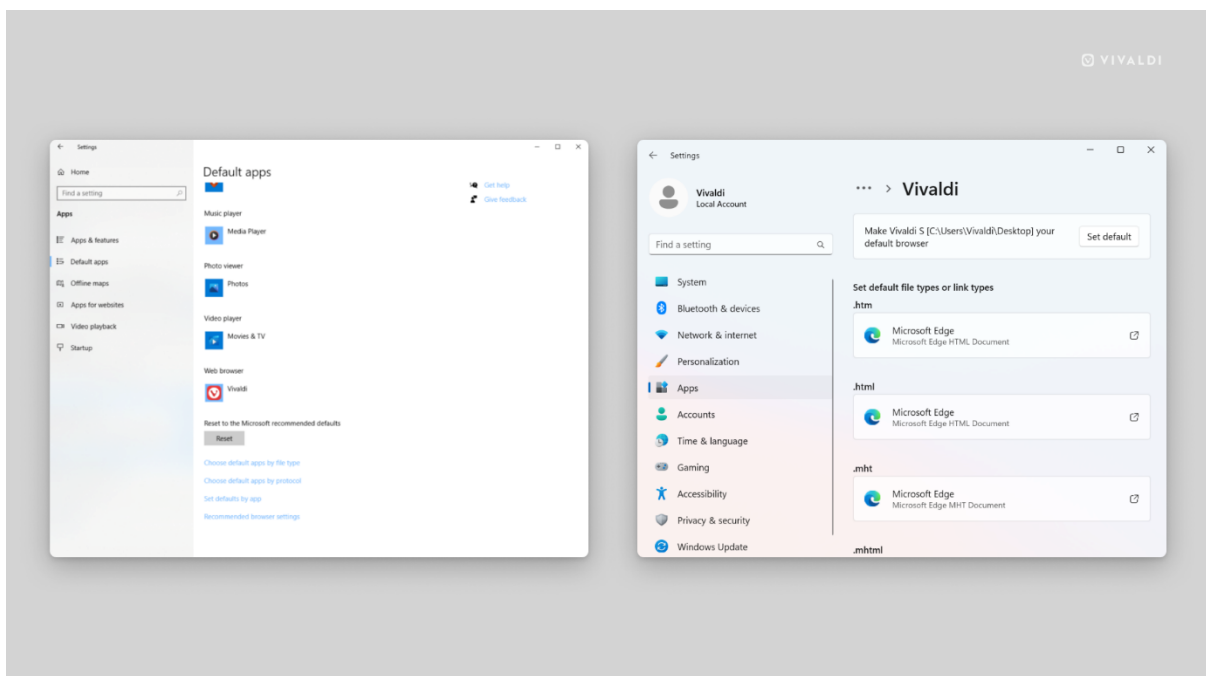 VIVALDI
Settings
Home
Find a setting
Apps
Apps & features
Default apps
Offline maps
Apps for websites
Video playback
Startup
Default apps
Get help
Give feedback
Music player
Media Player
Photo viewer
Photos
Video player
Movies & TV
Web browser
Vivaldi
Reset to the Microsoft recommended defaults
Reset
Choose default apps by file type
Choose default apps by protocol
Set defaults by app
Recommended browser settings
Settings
Vivaldi
Local Account
Find a setting
System
Bluetooth & devices
Network & internet
Personalization
Apps
Accounts
Time & language
Gaming
Accessibility
Privacy & security
Windows Update
... > Vivaldi
Make Vivaldi S [C:\Users\Vivaldi\Desktop] your
default browser
Set default
Set default file types or link types
.htm
Microsoft Edge
Microsoft Edge HTML Document
.html
Microsoft Edge
Microsoft Edge HTML Document
.mht
Microsoft Edge
Microsoft Edge MHT Document
.mhtml